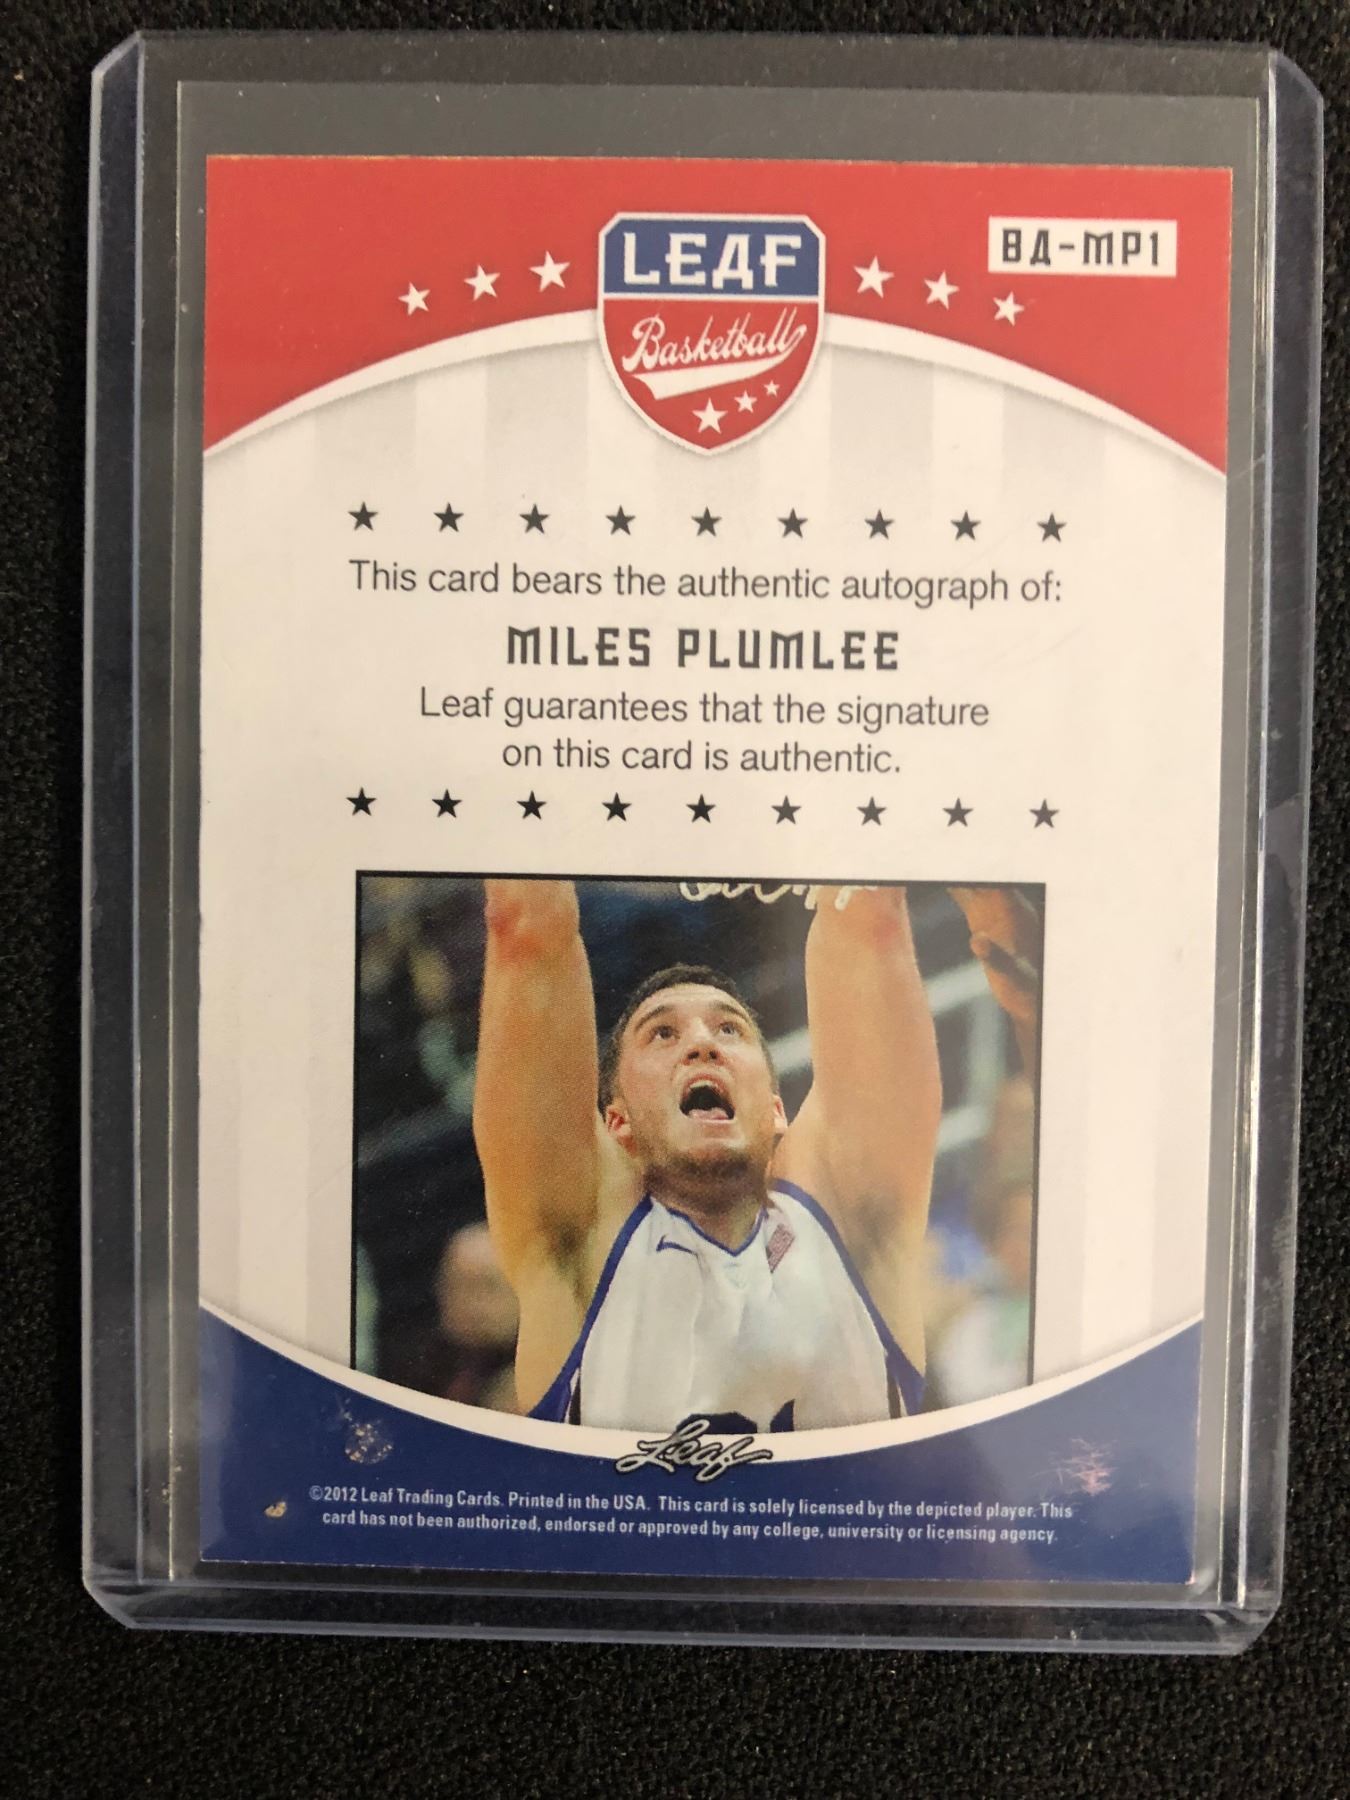 LEAF
Basketball
BA-MP1
This card bears the authentic autograph of:
MILES PLUMLEE
Leaf guarantees that the signature
on this card is authentic.
Leaf
©2012 Leaf Trading Cards. Printed in the USA. This card is solely licensed by the depicted player. This
card has not been authorized, endorsed or approved by any college, university or licensing agency.